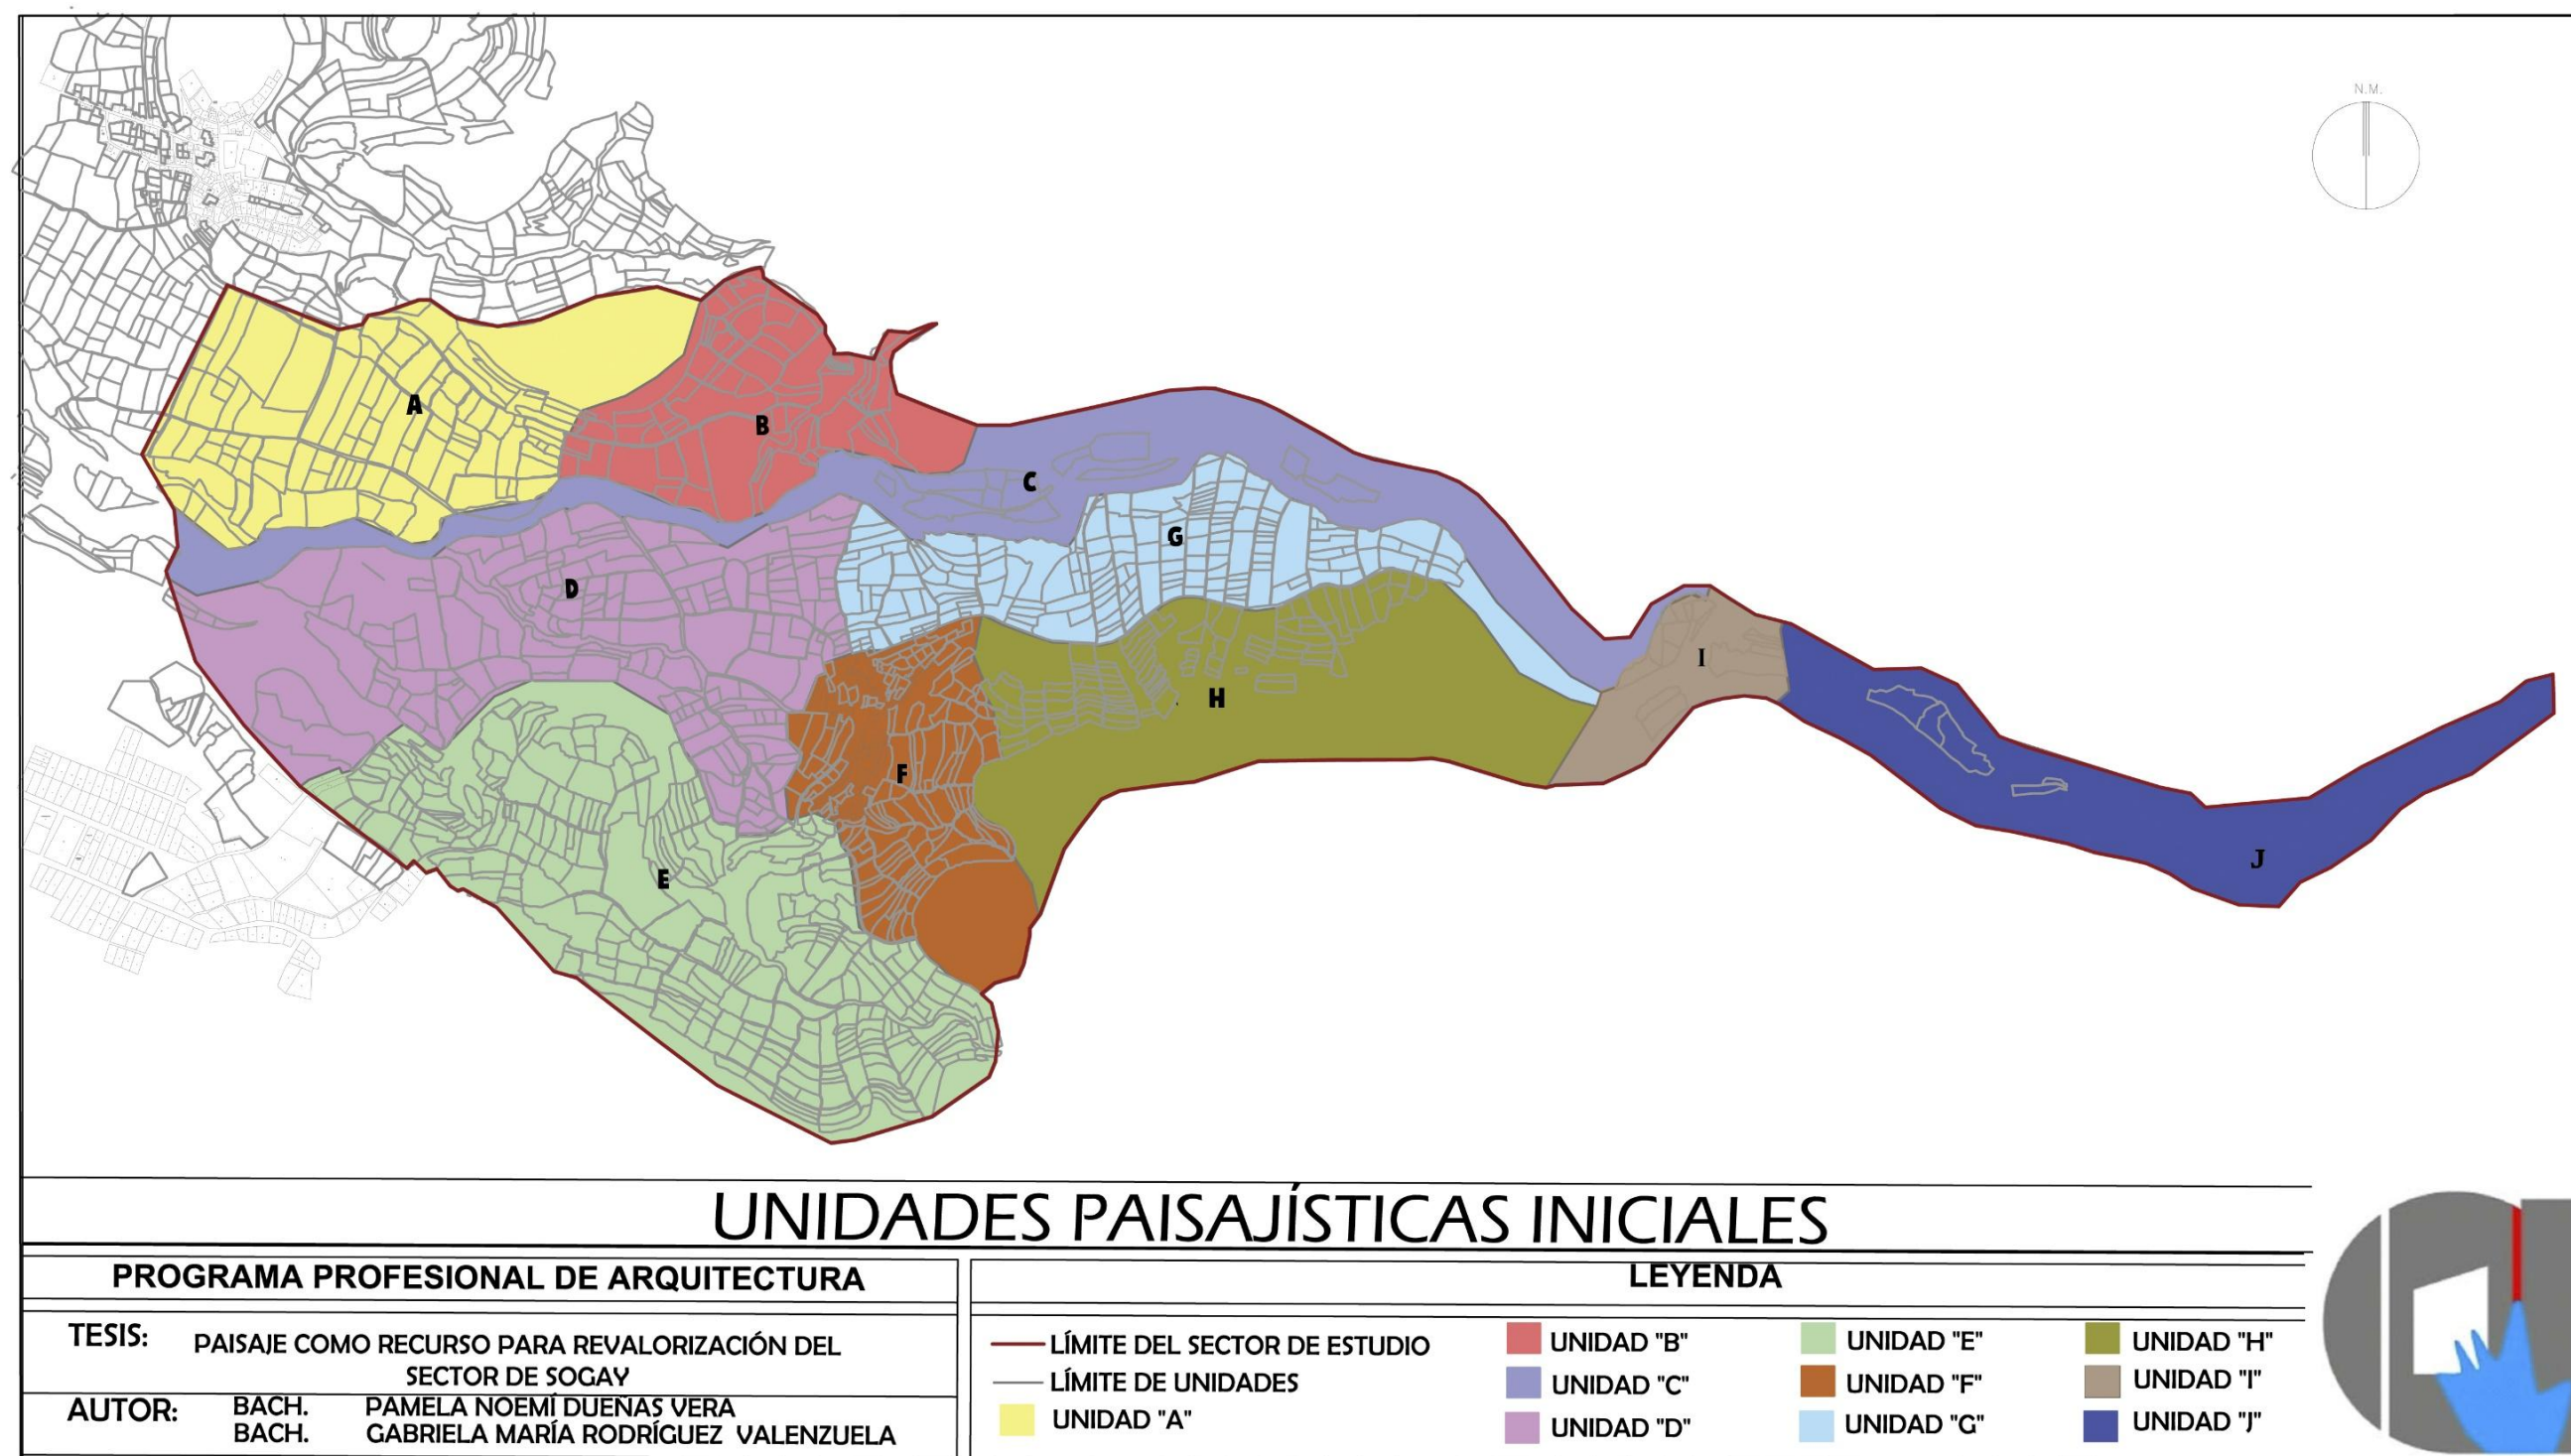 N.M.
A
B
C
G
D
I
H
F
J
E
UNIDADES PAISAJÍSTICAS INICIALES
PROGRAMA PROFESIONAL DE ARQUITECTURA
TESIS: PAISAJE COMO RECURSO PARA REVALORIZACIÓN DEL
SECTOR DE SOGAY
AUTOR: BACH. PAMELA NOEMÍ DUEÑAS VERA
BACH. GABRIELA MARÍA RODRÍGUEZ VALENZUELA
LEYENDA
LÍMITE DEL SECTOR DE ESTUDIO
LÍMITE DE UNIDADES
UNIDAD "A"
UNIDAD "B"
UNIDAD "C"
UNIDAD "D"
UNIDAD "E"
UNIDAD "F"
UNIDAD "G"
UNIDAD "H"
UNIDAD "I"
UNIDAD "J"